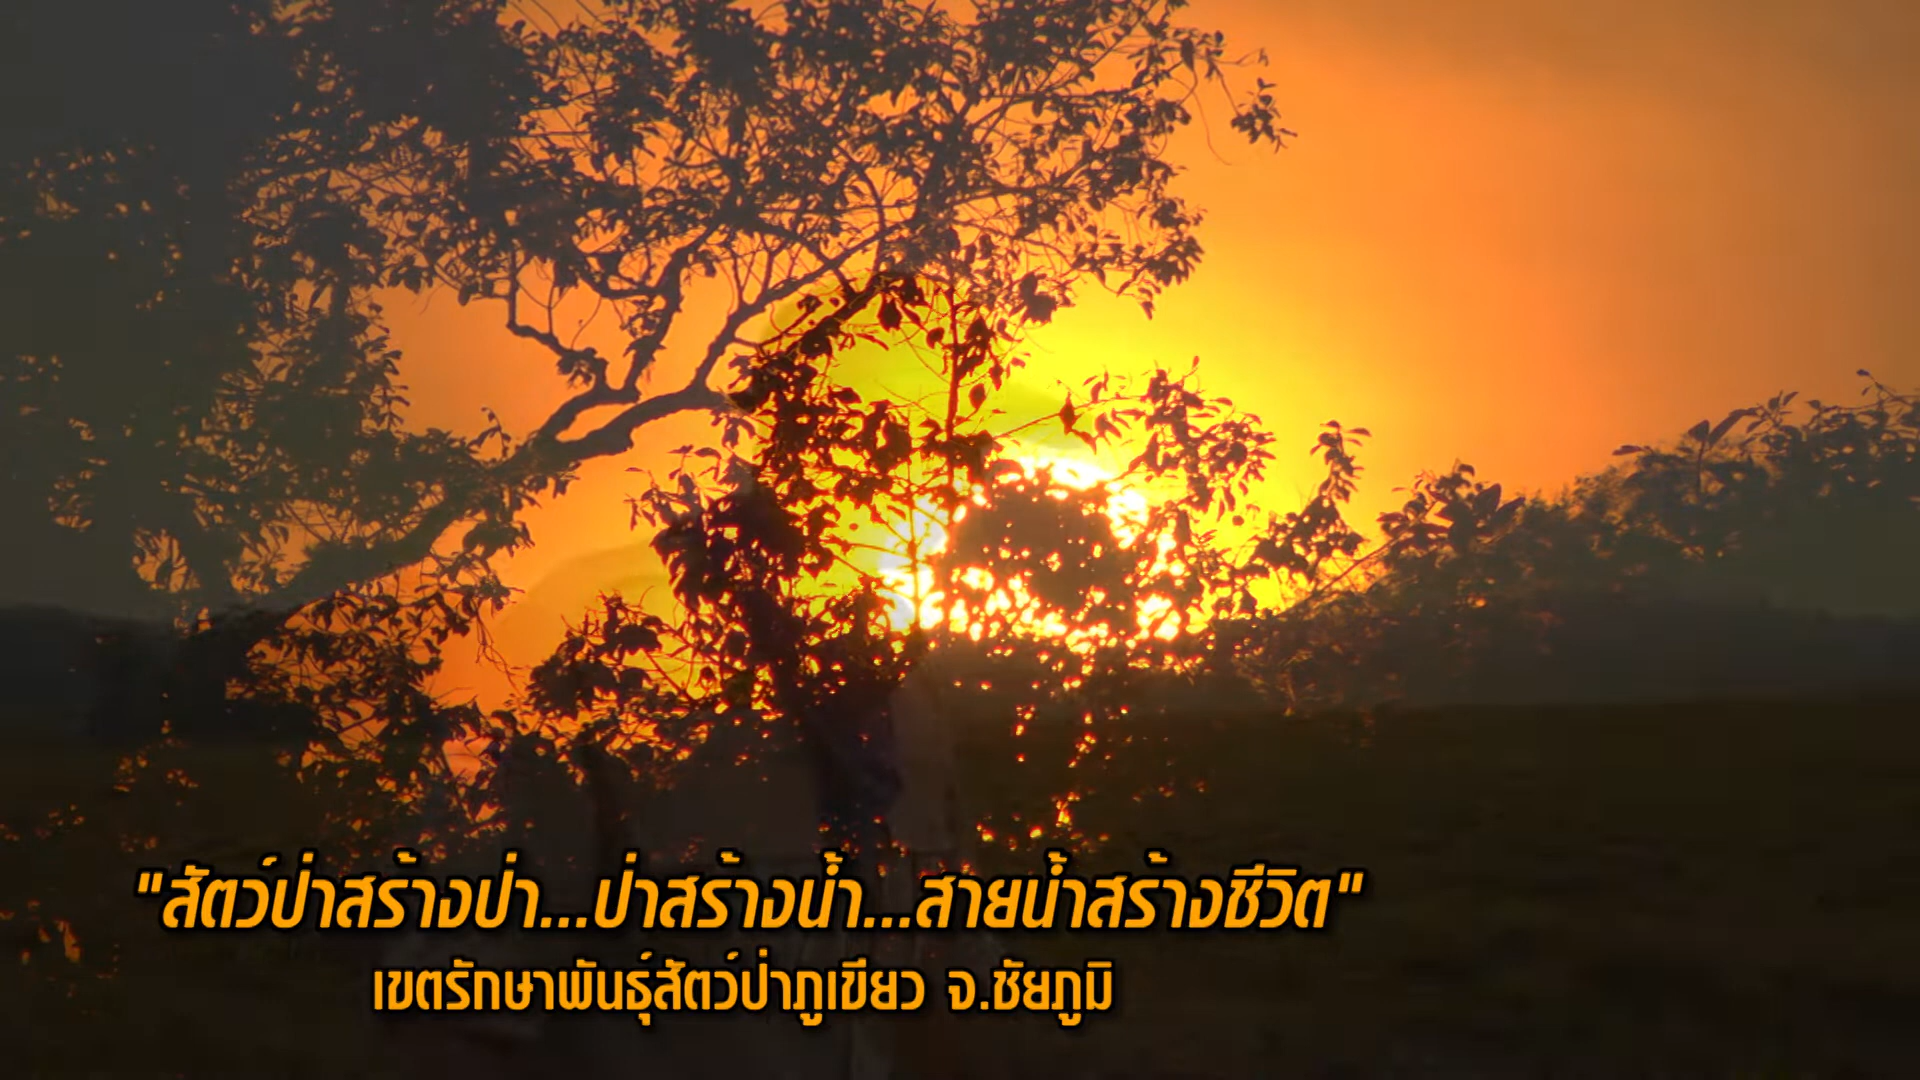 "สัตว์ป่าสร้างป่า...ป่าสร้างน้ำ...สายน้ำสร้างชีวิต"
เขตรักษาพันธุ์สัตว์ป่าภูเขียว จ.ชัยภูมิ